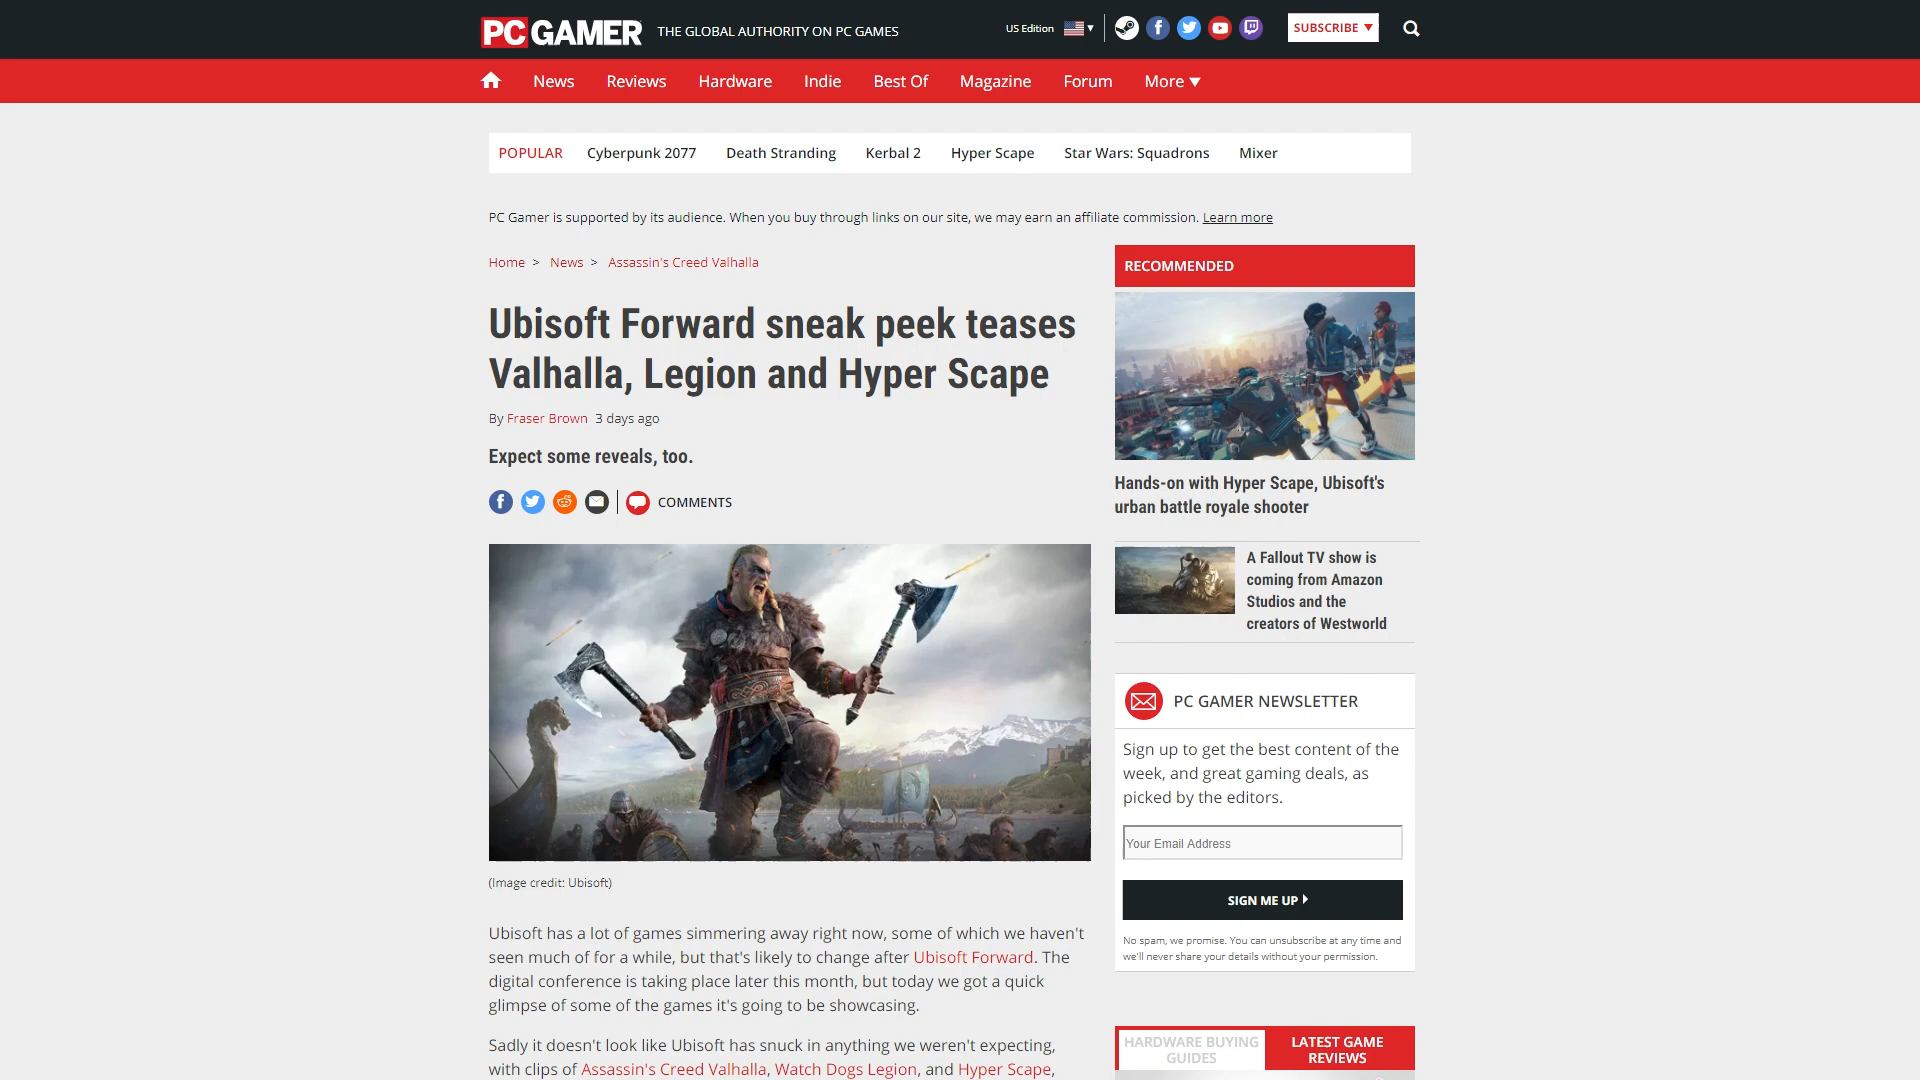 PC GAMER
THE GLOBAL AUTHORITY ON PC GAMES
US Edition
SUBSCRIBE
News
Reviews
Hardware
Indie
Best Of
Magazine
Forum
More
POPULAR
Cyberpunk 2077
Death Stranding
Kerbal 2
Hyper Scape
Star Wars: Squadrons
Mixer
PC Gamer is supported by its audience. When you buy through links on our site, we may earn an affiliate commission. Learn more
Home > News > Assassin's Creed Valhalla
Ubisoft Forward sneak peek teases
Valhalla, Legion and Hyper Scape
By Fraser Brown 3 days ago
Expect some reveals, too.
COMMENTS
(Image credit: Ubisoft)
Ubisoft has a lot of games simmering away right now, some of which we haven't
seen much of for a while, but that's likely to change after Ubisoft Forward. The
digital conference is taking place later this month, but today we got a quick
glimpse of some of the games it's going to be showcasing.
Sadly it doesn't look like Ubisoft has snuck in anything we weren't expecting,
with clips of Assassin's Creed Valhalla, Watch Dogs Legion, and Hyper Scape,
RECOMMENDED
Hands-on with Hyper Scape, Ubisoft's
urban battle royale shooter
A Fallout TV show is
coming from Amazon
Studios and the
creators of Westworld
PC GAMER NEWSLETTER
Sign up to get the best content of the
week, and great gaming deals, as
picked by the editors.
Your Email Address
SIGN ME UP
No spam, we promise. You can unsubscribe at any time and
we'll never share your details without your permission.
HARDWARE BUYING
GUIDES
LATEST GAME
REVIEWS